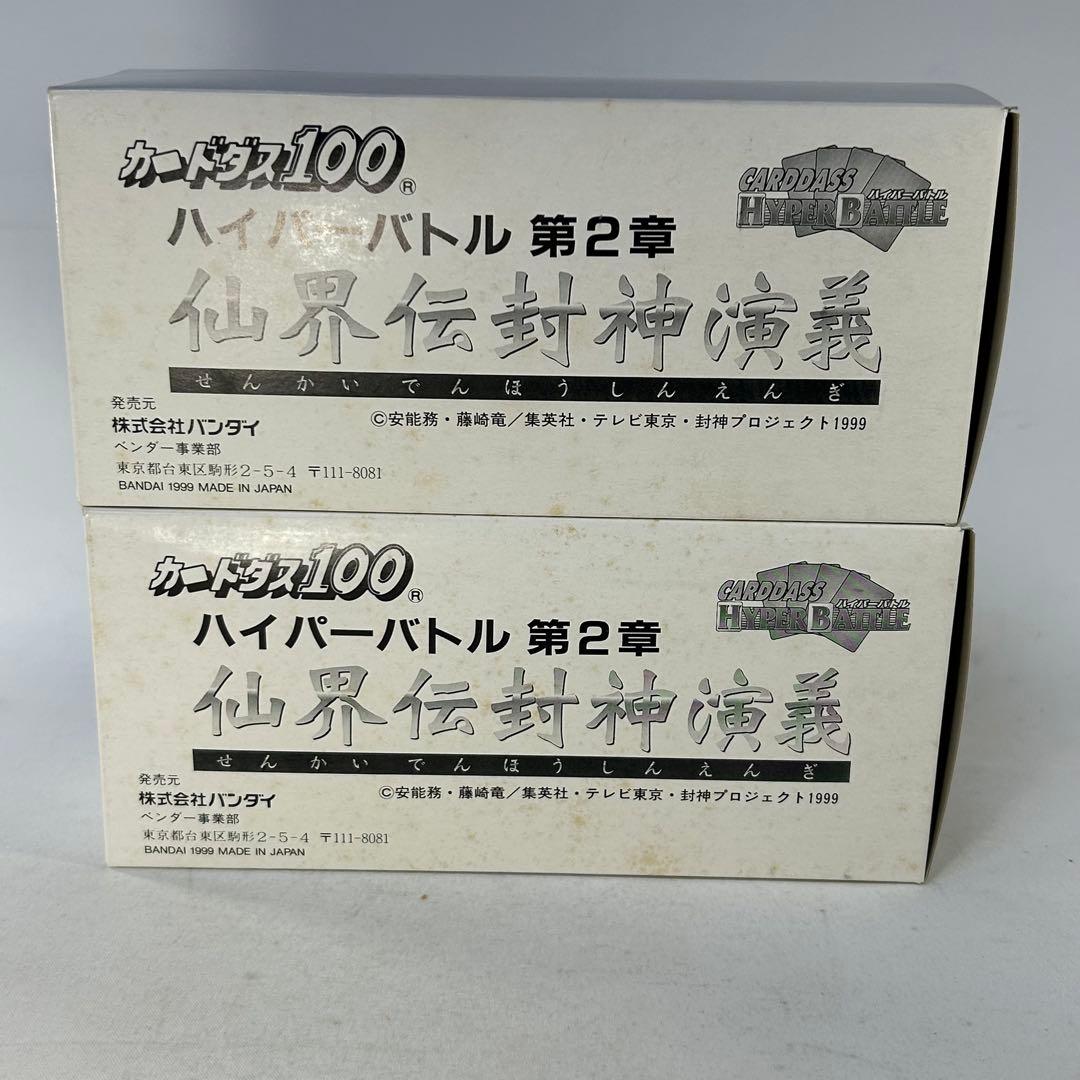 カードダス100®
CARDDASS
ハイパーバトル
HYPER BATTLE
ハイパーバトル 第2章
仙界伝封神演義
せんかいでんほうしんえんぎ
発売元
©安能務・藤崎竜／集英社・テレビ東京・封神プロジェクト1999
株式会社バンダイ
ベンダー事業部
東京都台東区駒形2-5-4 〒111-8081
BANDAI 1999 MADE IN JAPAN
カードダス100®
CARDDASS
ハイパーバトル
HYPER BATTLE
ハイパーバトル 第2章
仙界伝封神演義
せんかいでんほうしんえんぎ
発売元
©安能務・藤崎竜／集英社・テレビ東京・封神プロジェクト1999
株式会社バンダイ
ベンダー事業部
東京都台東区駒形2-5-4 〒111-8081
BANDAI 1999 MADE IN JAPAN